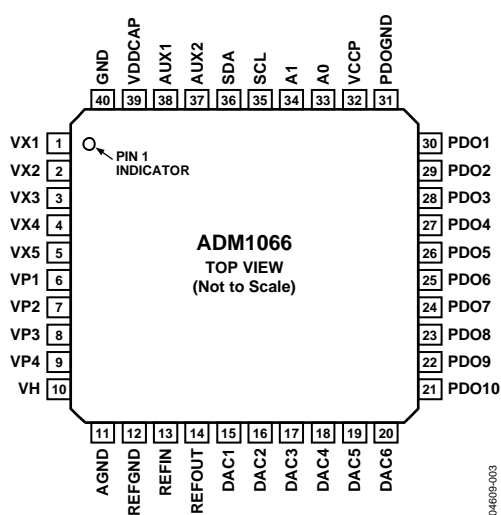 GND
VDDCAP
AUX1
AUX2
SDA
SCL
A1
A0
VCCP
PDOGND
40 39 38 37 36 35 34 33 32 31
VX1 1
VX2 2
VX3 3
VX4 4
VX5 5
VP1 6
VP2 7
VP3 8
VP4 9
VH 10
PIN 1
INDICATOR
ADM1066
TOP VIEW
(Not to Scale)
30 PDO1
29 PDO2
28 PDO3
27 PDO4
26 PDO5
25 PDO6
24 PDO7
23 PDO8
22 PDO9
21 PDO10
11 12 13 14 15 16 17 18 19 20
AGND
REFGND
REFIN
REFOUT
DAC1
DAC2
DAC3
DAC4
DAC5
DAC6
04609-003